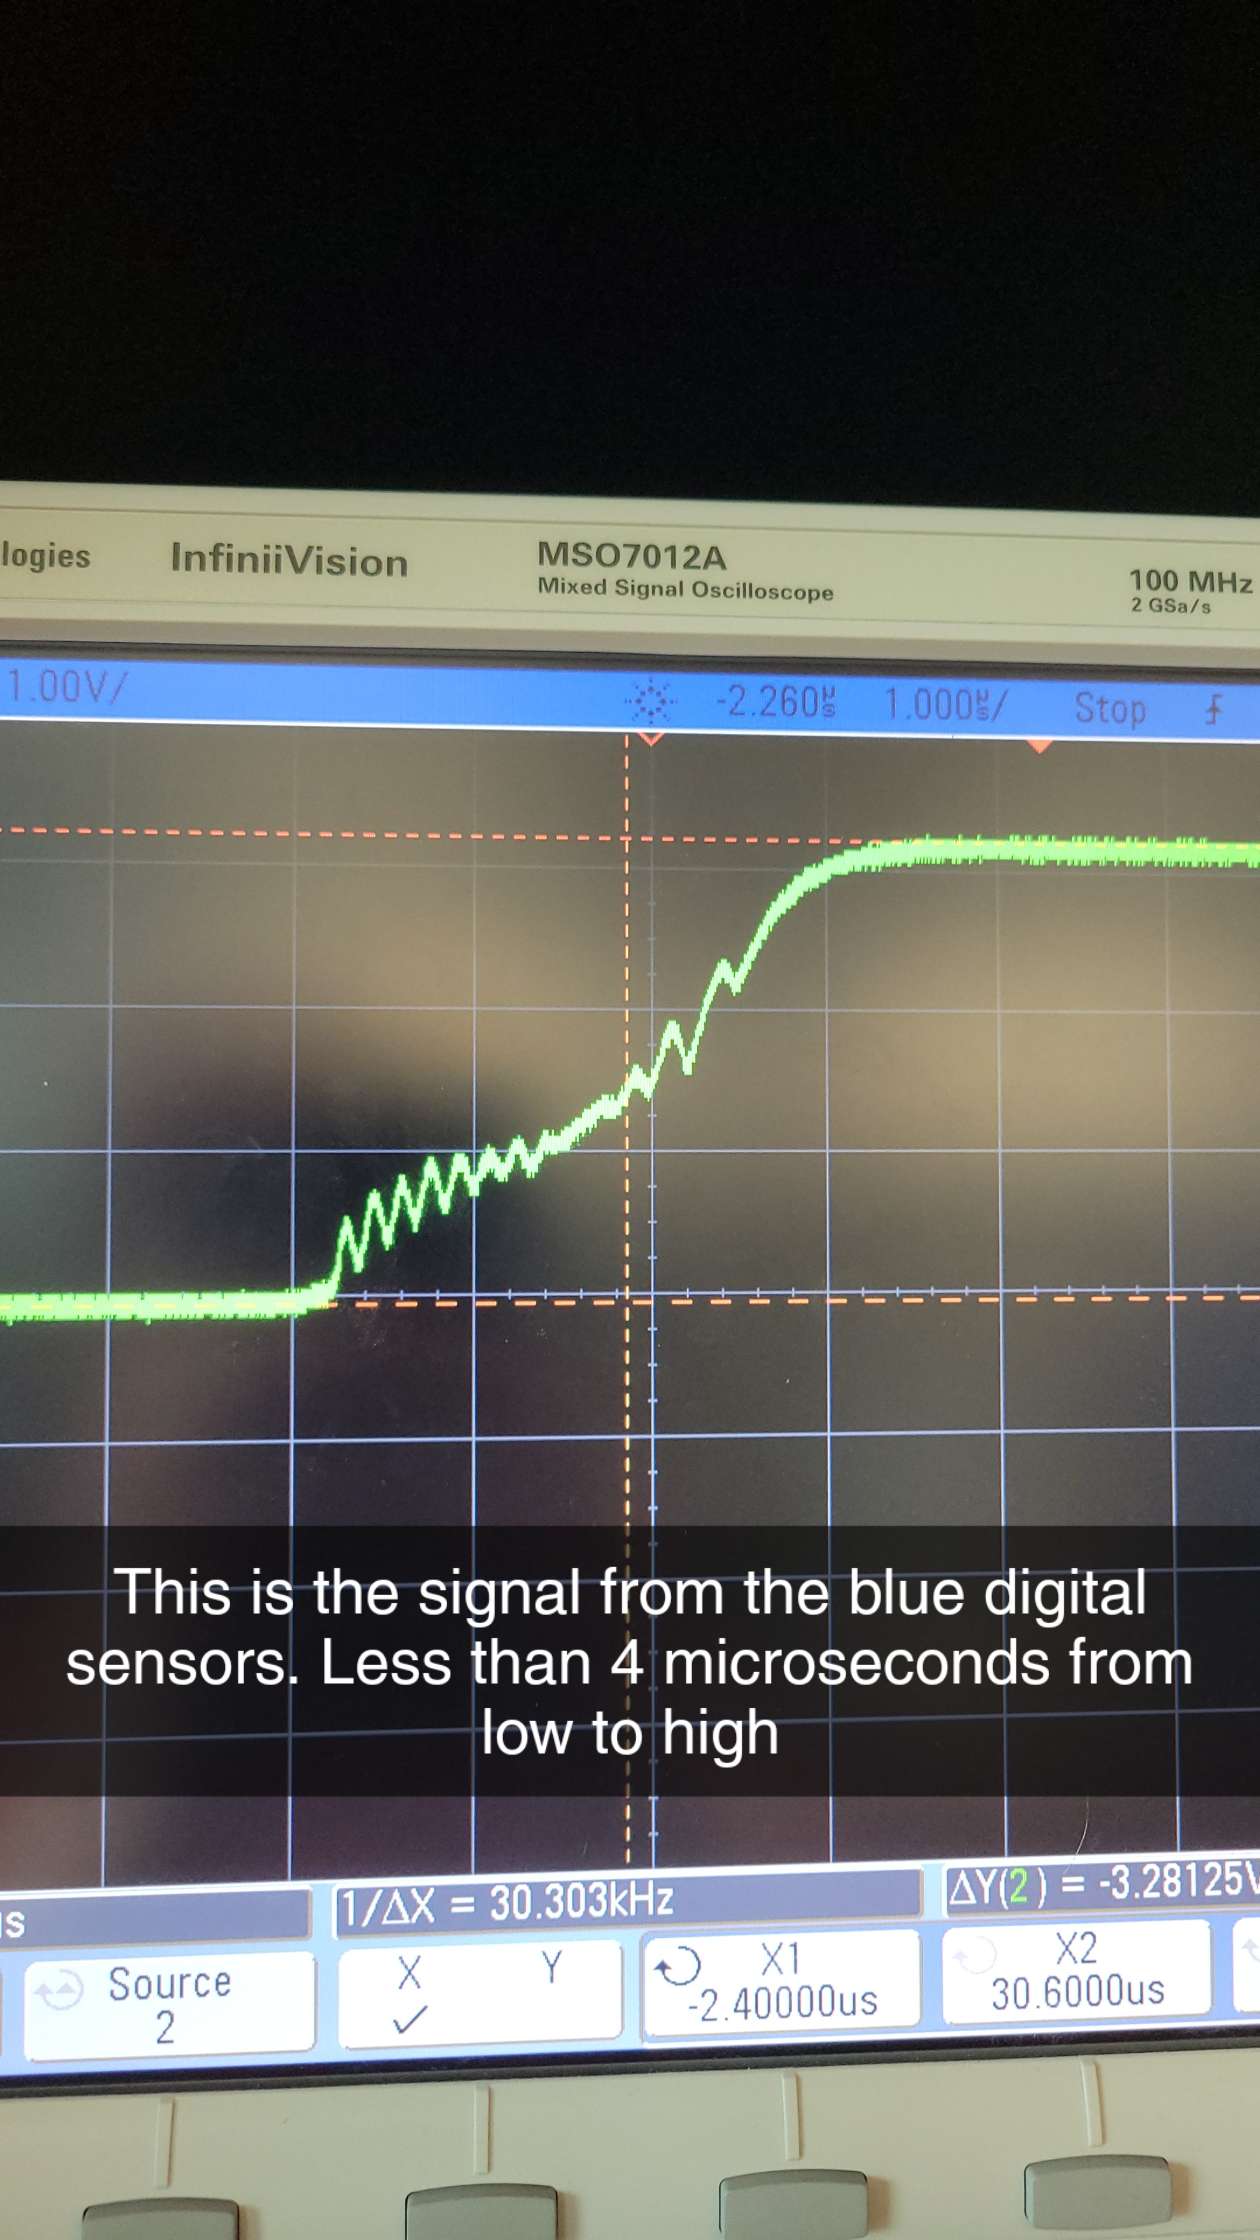 logies InfiniiVision MSO7012A 100 MHz
Mixed Signal Oscilloscope 2 GSa/s
1.00V/ -2.260µs 1.000µs/ Stop
This is the signal from the blue digital
sensors. Less than 4 microseconds from
low to high
s 1/ΔX = 30.303kHz ΔY(2) = -3.28125V
Source X Y X1 X2
2 -2.40000us 30.6000us